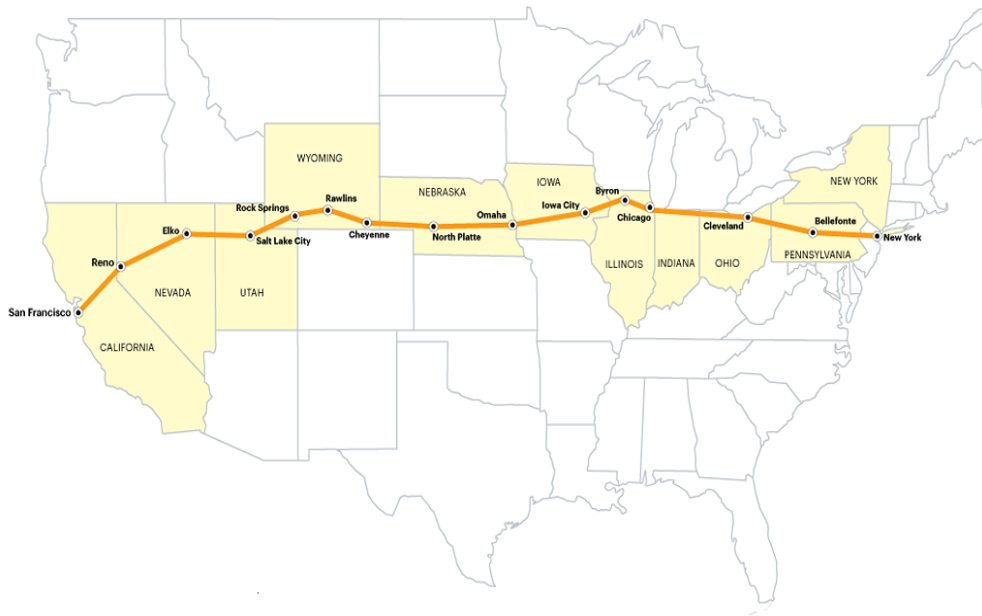 WYOMING
NEBRASKA
IOWA
NEW YORK
Rawlins
Rock Springs
Byron
Iowa City
Omaha
Chicago
Cleveland
Bellefonte
Elko
Salt Lake City
Cheyenne
North Platte
New York
PENNSYLVANIA
Reno
ILLINOIS
INDIANA
OHIO
NEVADA
UTAH
San Francisco
CALIFORNIA